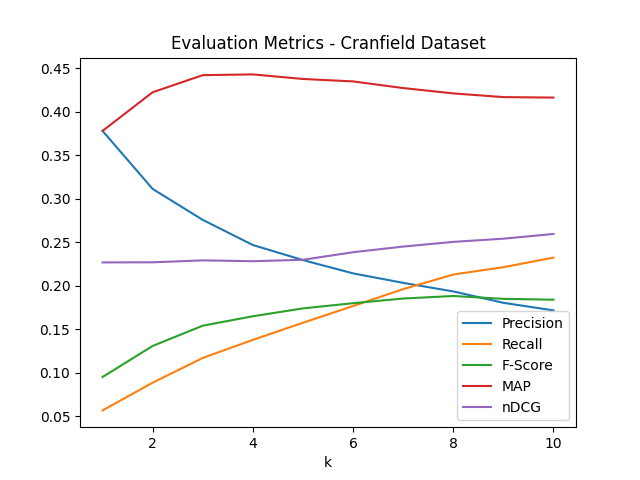 Evaluation Metrics - Cranfield Dataset
0.45
0.40
0.35
0.30
0.25
0.20
0.15
0.10
0.05
Precision
Recall
F-Score
MAP
nDCG
2 4 6 8 10
k